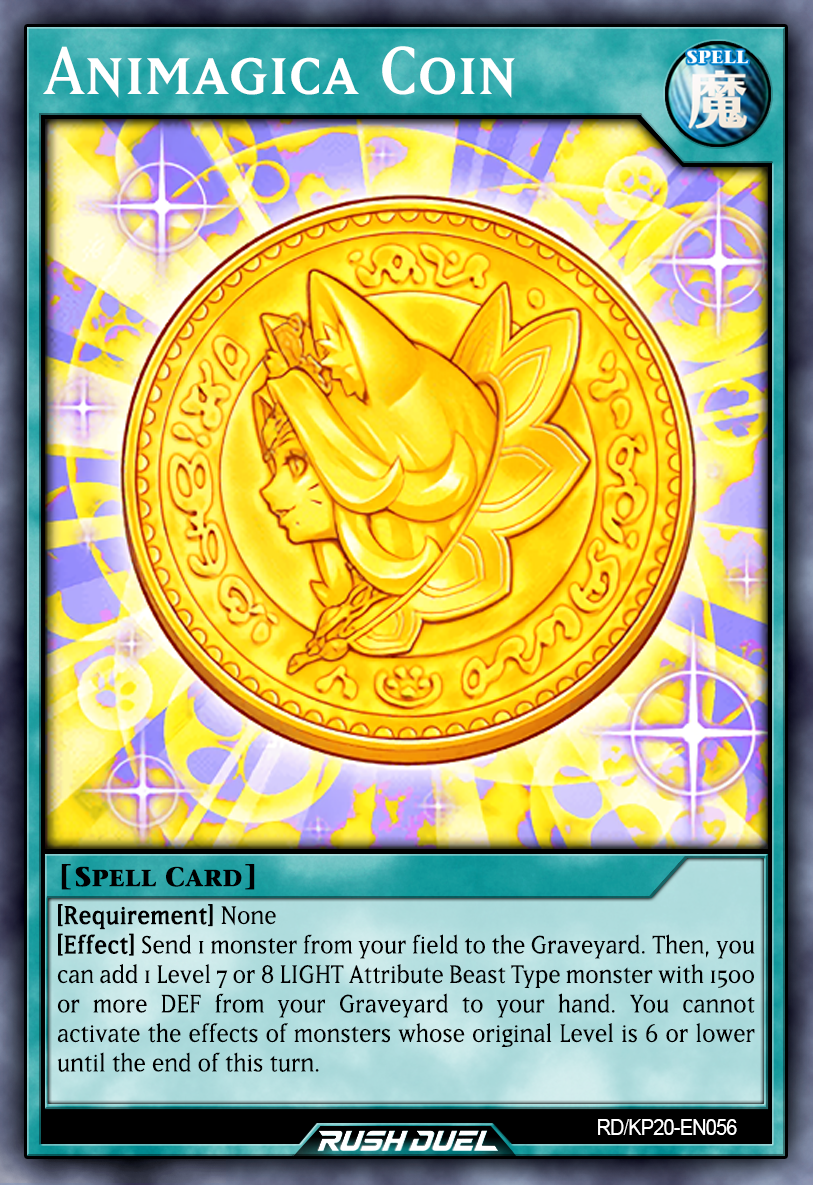 Animagica Coin
SPELL
魔
[Spell Card]
[Requirement] None
[Effect] Send 1 monster from your field to the Graveyard. Then, you
can add 1 Level 7 or 8 LIGHT Attribute Beast Type monster with 1500
or more DEF from your Graveyard to your hand. You cannot
activate the effects of monsters whose original Level is 6 or lower
until the end of this turn.
RD/KP20-EN056
RUSH DUEL